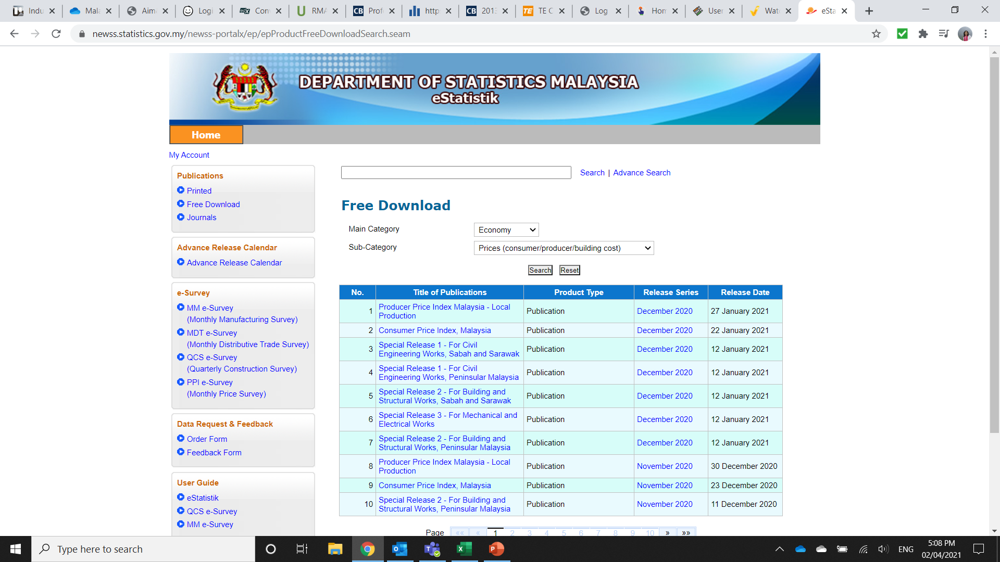 Indu
Mala
Aim
Logi
Con
RMA
Prof
http
2013
TE C
Log
Hon
User
Wat
eSta
newss.statistics.gov.my/newss-portalx/ep/epProductFreeDownloadSearch.seam
DEPARTMENT OF STATISTICS MALAYSIA
eStatistik
Home
My Account
Publications
Printed
Free Download
Journals
Advance Release Calendar
Advance Release Calendar
e-Survey
MM e-Survey
(Monthly Manufacturing Survey)
MDT e-Survey
(Monthly Distributive Trade Survey)
QCS e-Survey
(Quarterly Construction Survey)
PPI e-Survey
(Monthly Price Survey)
Data Request & Feedback
Order Form
Feedback Form
User Guide
eStatistik
QCS e-Survey
MM e-Survey
Search | Advance Search
Free Download
Main Category Economy
Sub-Category Prices (consumer/producer/building cost)
Search Reset
No. Title of Publications Product Type Release Series Release Date
1 Producer Price Index Malaysia - Local Production Publication December 2020 27 January 2021
2 Consumer Price Index, Malaysia Publication December 2020 22 January 2021
3 Special Release 1 - For Civil Engineering Works, Sabah and Sarawak Publication December 2020 12 January 2021
4 Special Release 1 - For Civil Engineering Works, Peninsular Malaysia Publication December 2020 12 January 2021
5 Special Release 2 - For Building and Structural Works, Sabah and Sarawak Publication December 2020 12 January 2021
6 Special Release 3 - For Mechanical and Electrical Works Publication December 2020 12 January 2021
7 Special Release 2 - For Building and Structural Works, Peninsular Malaysia Publication December 2020 12 January 2021
8 Producer Price Index Malaysia - Local Production Publication November 2020 30 December 2020
9 Consumer Price Index, Malaysia Publication November 2020 23 December 2020
10 Special Release 2 - For Building and Structural Works, Peninsular Malaysia Publication November 2020 11 December 2020
Page «« « 1 2 3 4 5 6 7 8 9 10 » »»
Type here to search
ENG
5:08 PM
02/04/2021